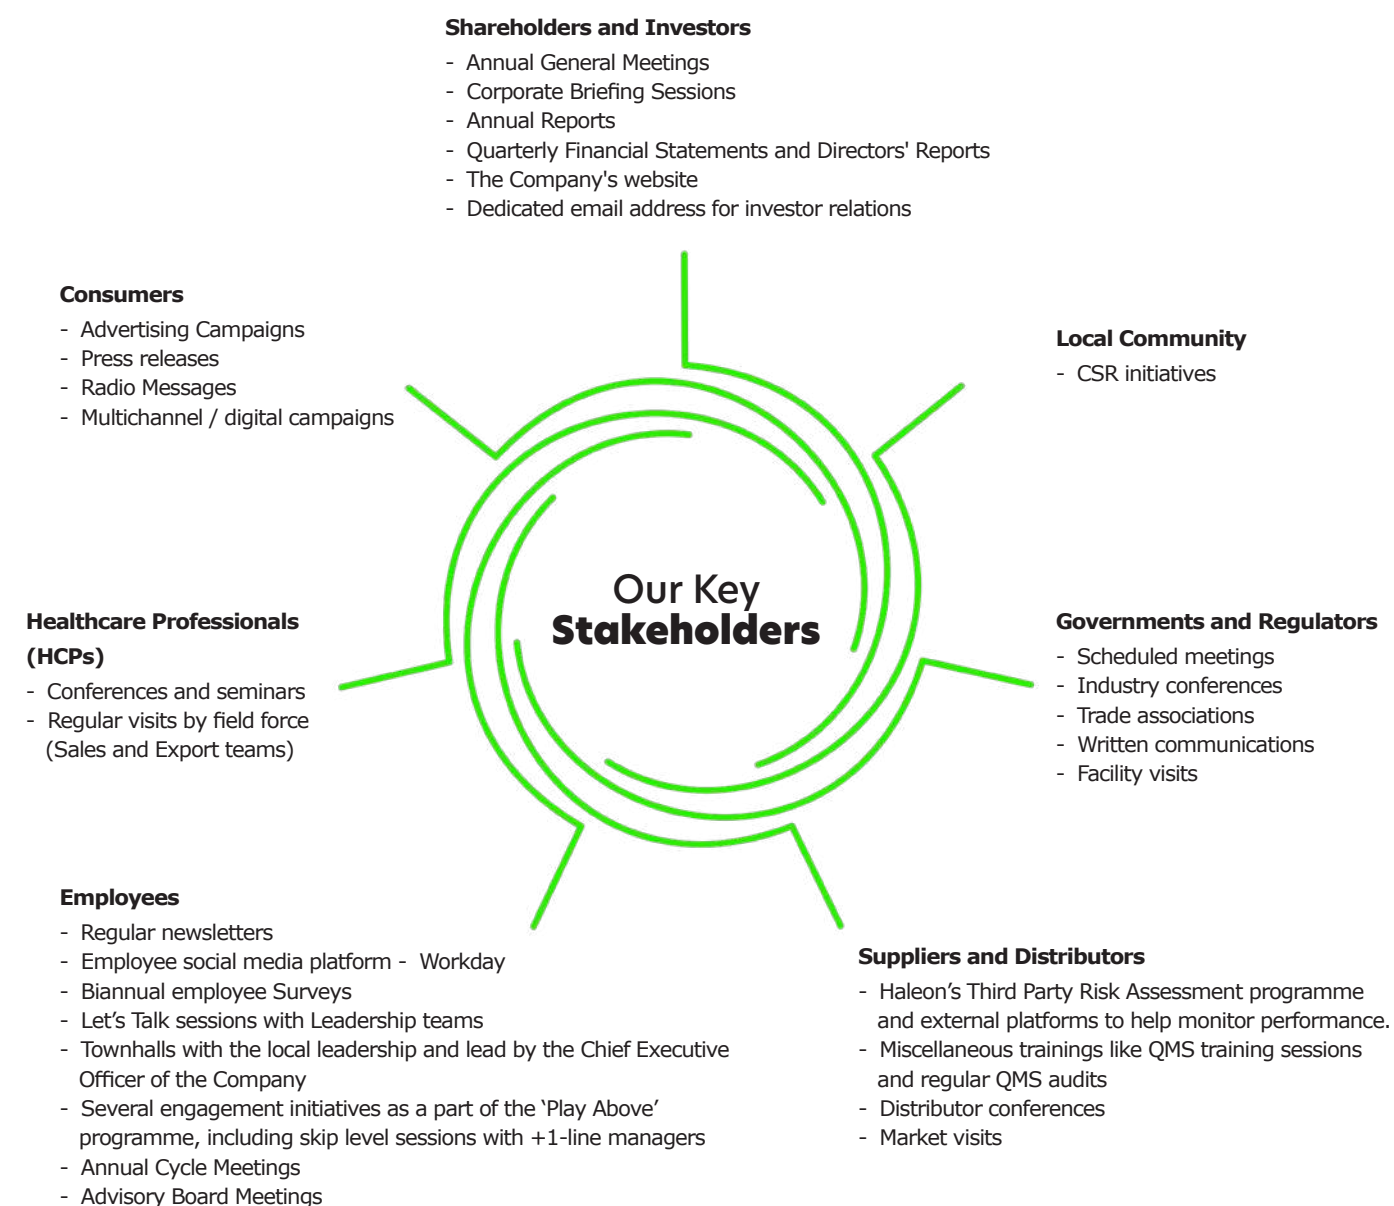 Shareholders and Investors
- Annual General Meetings
- Corporate Briefing Sessions
- Annual Reports
- Quarterly Financial Statements and Directors' Reports
- The Company's website
- Dedicated email address for investor relations
Consumers
- Advertising Campaigns
- Press releases
- Radio Messages
- Multichannel / digital campaigns
Local Community
- CSR initiatives
Our Key
Stakeholders
Healthcare Professionals
(HCPs)
- Conferences and seminars
- Regular visits by field force
(Sales and Export teams)
Governments and Regulators
- Scheduled meetings
- Industry conferences
- Trade associations
- Written communications
- Facility visits
Employees
- Regular newsletters
- Employee social media platform - Workday
- Biannual employee Surveys
- Let’s Talk sessions with Leadership teams
- Townhalls with the local leadership and lead by the Chief Executive
Officer of the Company
- Several engagement initiatives as a part of the ‘Play Above’
programme, including skip level sessions with +1-line managers
- Annual Cycle Meetings
- Advisory Board Meetings
Suppliers and Distributors
- Haleon’s Third Party Risk Assessment programme
and external platforms to help monitor performance.
- Miscellaneous trainings like QMS training sessions
and regular QMS audits
- Distributor conferences
- Market visits